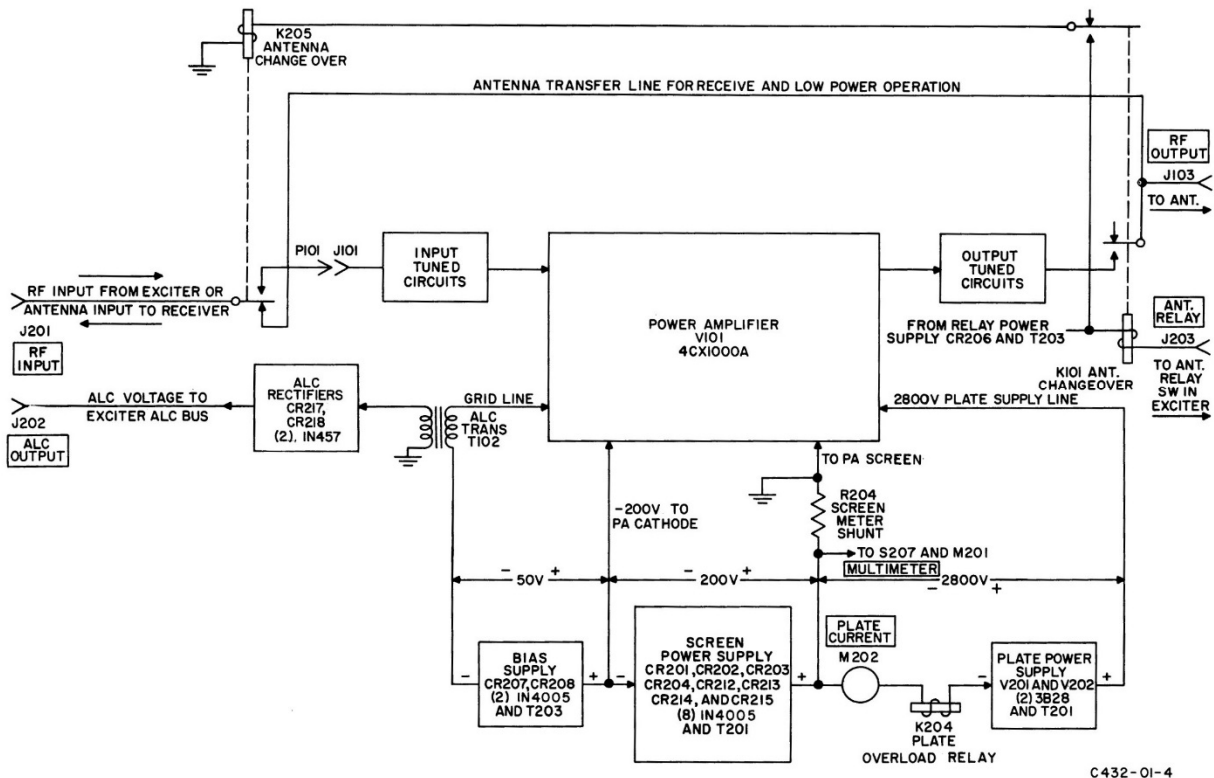 K205
ANTENNA
CHANGE OVER
ANTENNA TRANSFER LINE FOR RECEIVE AND LOW POWER OPERATION
RF
OUTPUT
J103
TO ANT.
P101 J101
INPUT
TUNED
CIRCUITS
OUTPUT
TUNED
CIRCUITS
RF INPUT FROM EXCITER OR
ANTENNA INPUT TO RECEIVER
J201
RF
INPUT
POWER AMPLIFIER
V101
4CX1000A
FROM RELAY POWER
SUPPLY CR206 AND T203
ANT.
RELAY
J203
K101 ANT.
CHANGEOVER
TO ANT.
RELAY
SW IN
EXCITER
ALC VOLTAGE TO
EXCITER ALC BUS
J202
ALC
OUTPUT
ALC
RECTIFIERS
CR217,
CR218
(2), IN457
GRID LINE
ALC
TRANS
T102
2800V PLATE SUPPLY LINE
TO PA SCREEN
-200V TO
PA CATHODE
R204
SCREEN
METER
SHUNT
TO S207 AND M201
MULTIMETER
- 50V +
- 200V +
- 2800V +
BIAS
SUPPLY
CR207, CR208
(2) IN4005
AND T203
- +
SCREEN
POWER SUPPLY
CR201, CR202, CR203
CR204, CR212, CR213
CR214, AND CR215
(8) IN4005
AND T201
- +
PLATE
CURRENT
M202
K204
PLATE
OVERLOAD RELAY
PLATE POWER
SUPPLY
V201 AND V202
(2) 3B28
AND T201
- +
C432-01-4